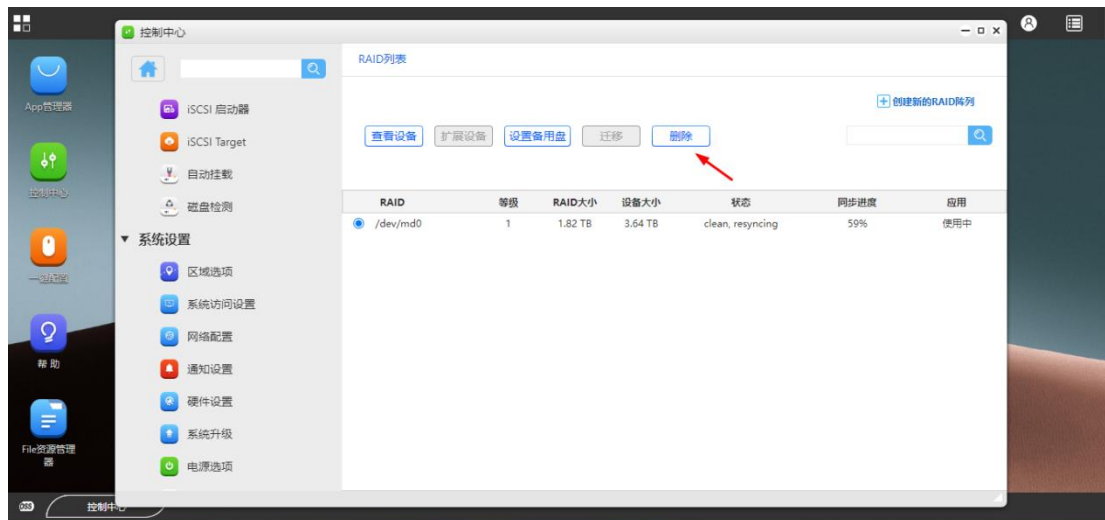 控制中心
RAID列表
App管理器
控制中心
一键配置
帮 助
File资源管理
器
iSCSI 启动器
iSCSI Target
自动挂载
磁盘检测
系统设置
区域选项
系统访问设置
网络配置
通知设置
硬件设置
系统升级
电源选项
创建新的RAID阵列
查看设备 扩展设备 设置备用盘 迁移 删除
RAID 等级 RAID大小 设备大小 状态 同步进度 应用
/dev/md0 1 1.82 TB 3.64 TB clean, resyncing 59% 使用中
DSS 控制中心